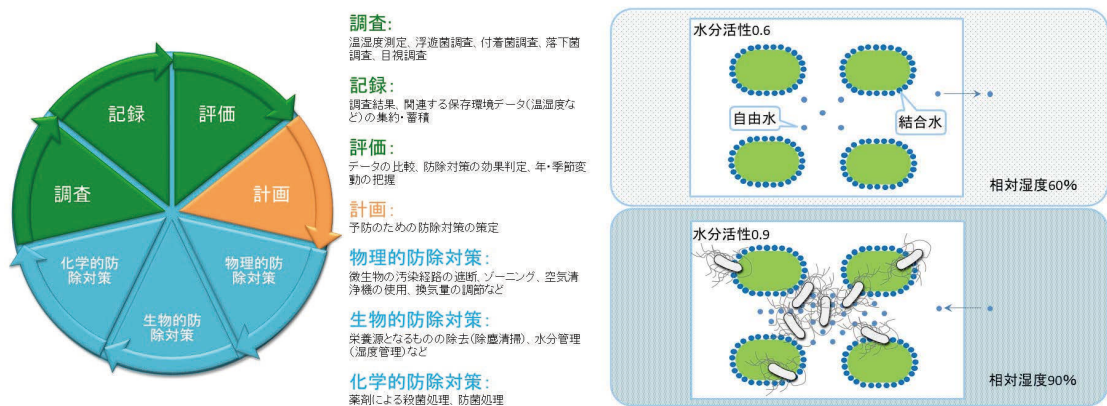 記録
評価
調査
計画
化学的防
除対策
物理的防
除対策
生物的防
除対策
調査:
温湿度測定、浮遊菌調査、付着菌調査、落下菌
調査、目視調査
記録:
調査結果、関連する保存環境データ(温湿度な
ど)の集約・蓄積
評価:
データの比較、防除対策の効果判定、年・季節変
動の把握
計画:
予防のための防除対策の策定
物理的防除対策:
微生物の汚染経路の遮断、ゾーニング、空気清
浄機の使用、換気量の調節など
生物的防除対策:
栄養源となるものの除去(除塵清掃)、水分管理
(湿度管理)など
化学的防除対策:
薬剤による殺菌処理、防菌処理
水分活性0.6
自由水
結合水
相対湿度60%
水分活性0.9
相対湿度90%